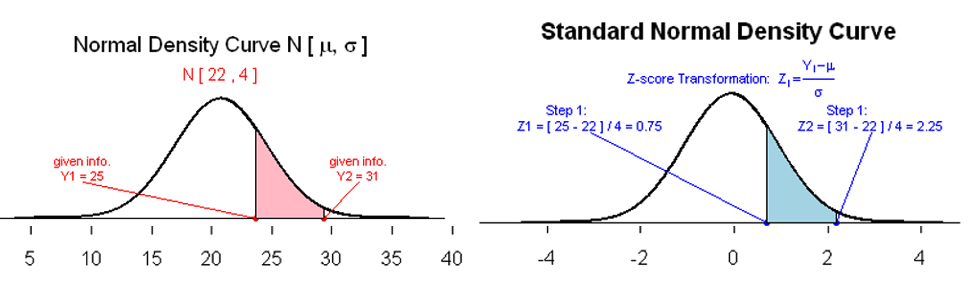 Normal Density Curve N [ μ, σ ]
N [ 22 , 4 ]
given info.
Y1 = 25
given info.
Y2 = 31
5 10 15 20 25 30 35 40
Standard Normal Density Curve
Z-score Transformation: Z₁ = (Y₁−μ)/σ
Step 1:
Z1 = [ 25 - 22 ] / 4 = 0.75
Step 1:
Z2 = [ 31 - 22 ] / 4 = 2.25
-4 -2 0 2 4